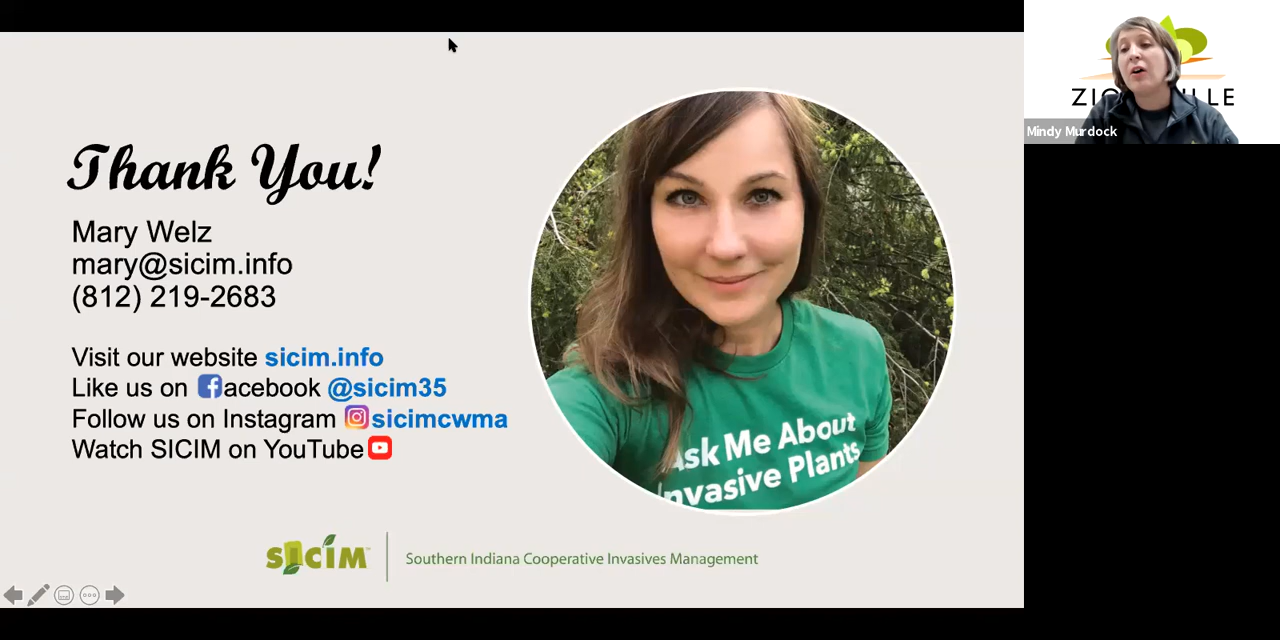 Thank You!
Mary Welz
mary@sicim.info
(812) 219-2683
Visit our website sicim.info
Like us on facebook @sicim35
Follow us on Instagram sicimcwma
Watch SICIM on YouTube
Ask Me About
Invasive Plants
SICIM™
Southern Indiana Cooperative Invasives Management
Mindy Murdock